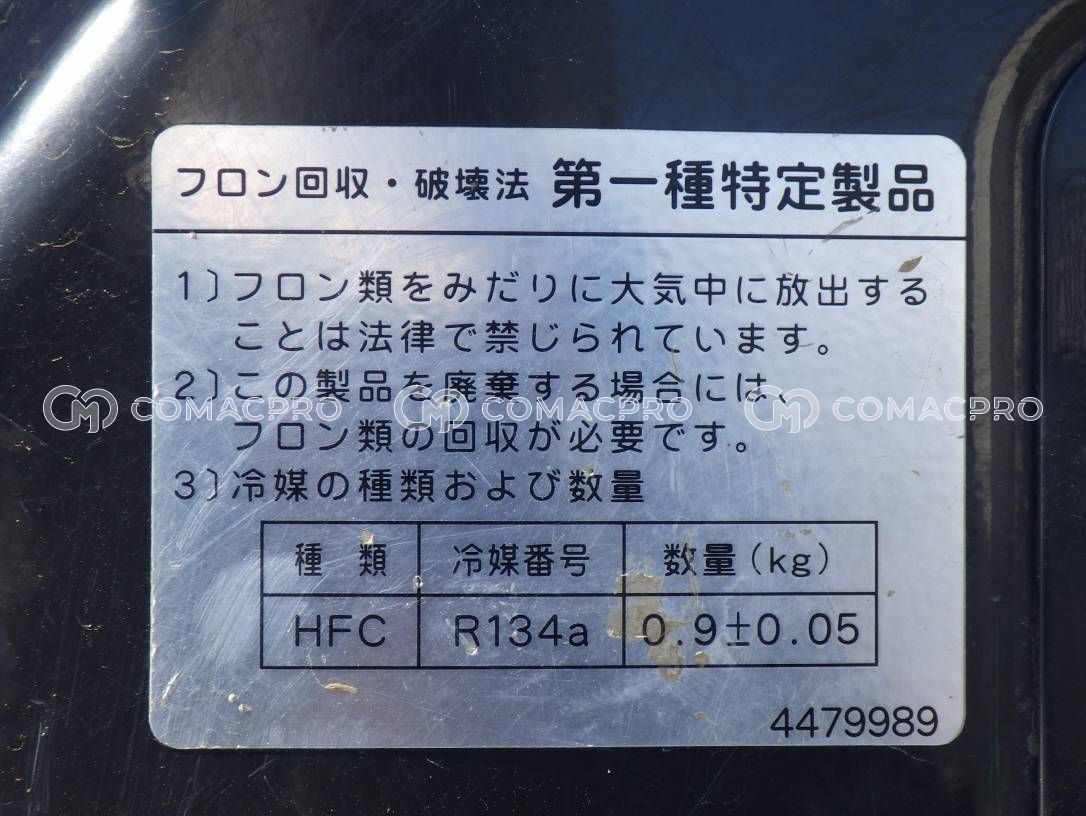 フロン回収・破壊法 第一種特定製品
1)フロン類をみだりに大気中に放出する
ことは法律で禁じられています。
2)この製品を廃棄する場合には、
COMACPRO COMACPRO COMACPRO
フロン類の回収が必要です。
3)冷媒の種類および数量
種 類 冷媒番号 数量(kg)
HFC R134a 0.9±0.05
4479989